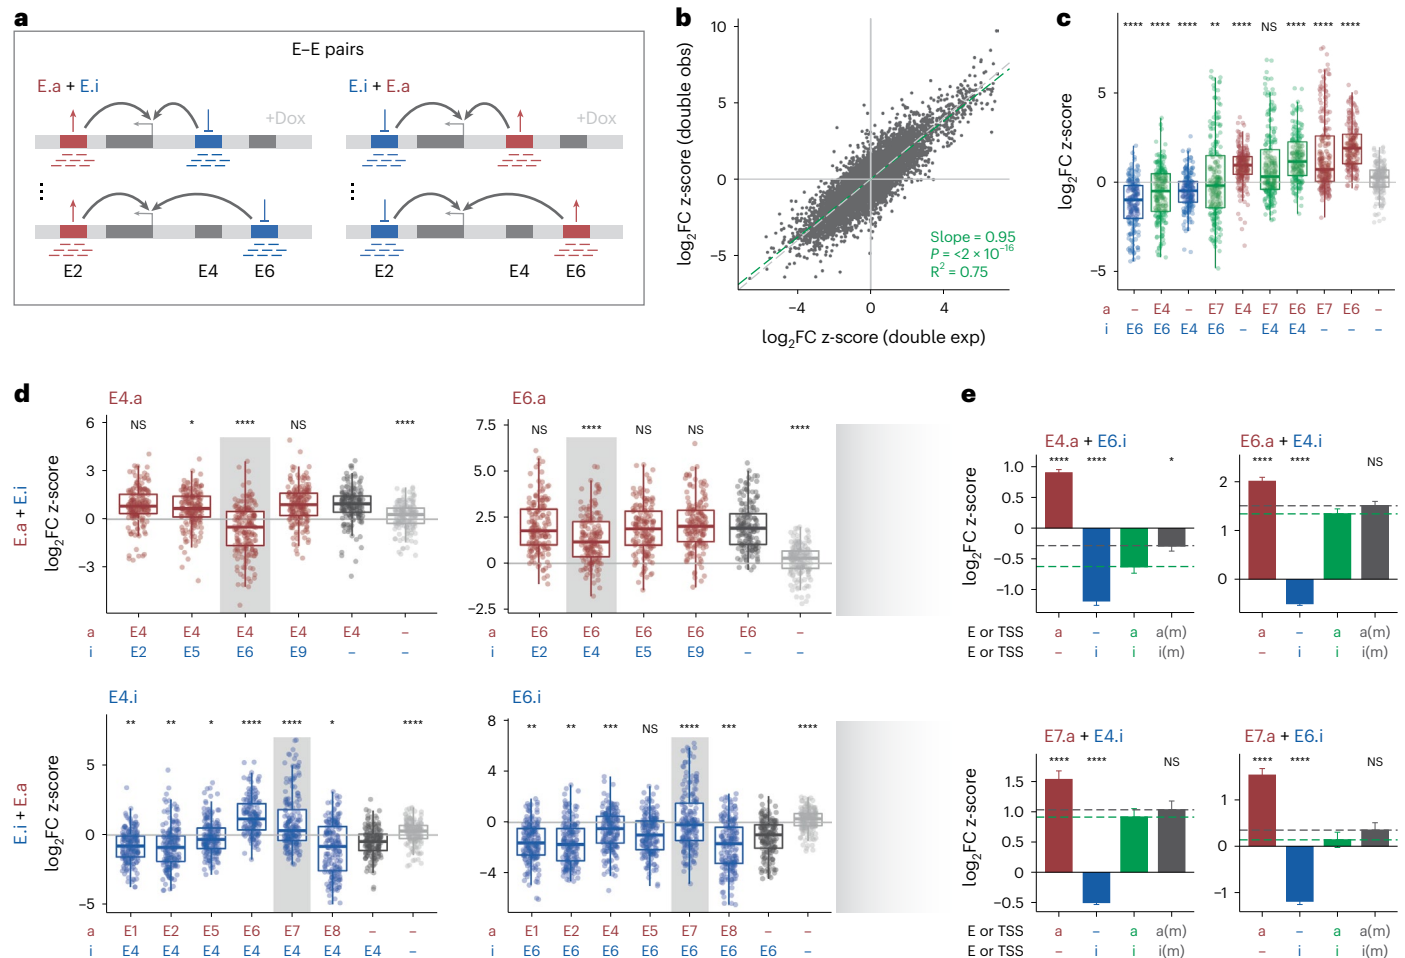 a
E–E pairs
E.a + E.i
E.i + E.a
+Dox
+Dox
E2
E4
E6
E2
E4
E6
b
log2FC z-score (double obs)
10
5
0
−5
Slope = 0.95
P = <2 × 10−16
R2 = 0.75
−4
0
4
log2FC z-score (double exp)
c
**** **** **** ** **** NS **** **** ****
log2FC z-score
5
0
−5
a – E4 – E7 E4 E7 E6 E7 E6 –
i E6 E6 E4 E6 – E4 E4 – – –
d
E.a + E.i
E4.a
NS * **** NS ****
log2FC z-score
6
3
0
−3
a E4 E4 E4 E4 E4 –
i E2 E5 E6 E9 – –
E6.a
NS **** NS NS ****
7.5
5.0
2.5
0
−2.5
a E6 E6 E6 E6 E6 –
i E2 E4 E5 E9 – –
E.i + E.a
E4.i
** ** * **** **** * ****
log2FC z-score
5
0
−5
a E1 E2 E5 E6 E7 E8 – –
i E4 E4 E4 E4 E4 E4 E4 –
E6.i
** ** *** NS **** *** ****
8
4
0
−4
a E1 E2 E4 E5 E7 E8 – –
i E6 E6 E6 E6 E6 E6 E6 –
e
E4.a + E6.i
**** **** *
log2FC z-score
1.0
0.5
0
−0.5
−1.0
E or TSS a – a a(m)
E or TSS – i i i(m)
E6.a + E4.i
**** **** NS
2
1
0
a – a a(m)
– i i i(m)
E7.a + E4.i
**** **** NS
log2FC z-score
1.5
1.0
0.5
0
−0.5
E or TSS a – a a(m)
E or TSS – i i i(m)
E7.a + E6.i
**** **** NS
1
0
−1
a – a a(m)
– i i i(m)